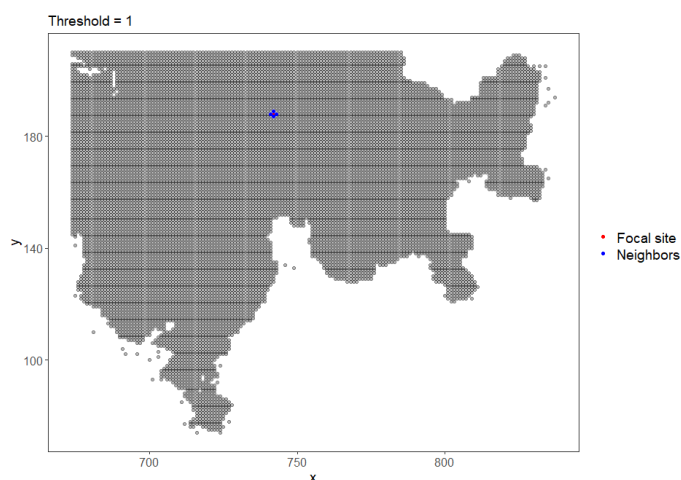 Threshold = 1
180
140
100
y
700
750
800
x
Focal site
Neighbors